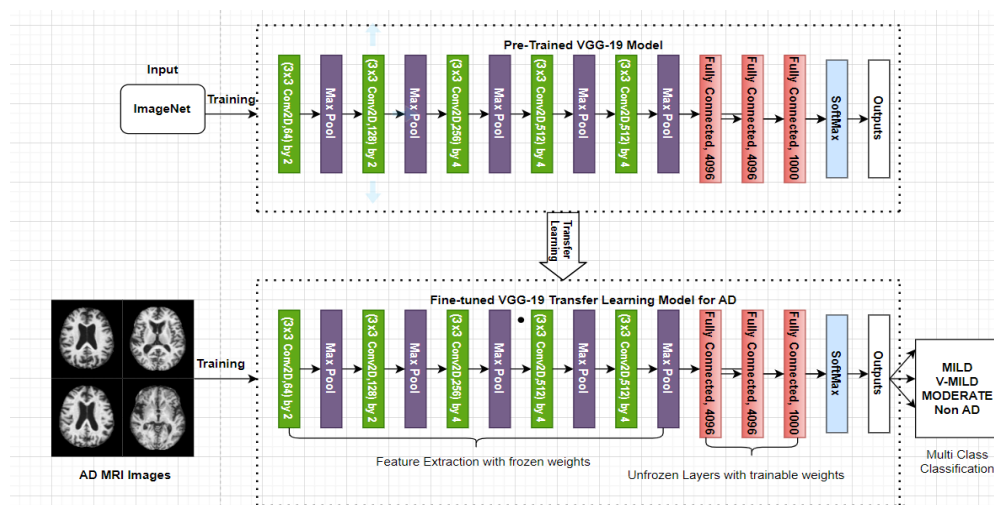 Pre-Trained VGG-19 Model
Input
ImageNet
Training
(3x3 Conv2D,64) by 2
Max Pool
(3x3 Conv2D,128) by 2
Max Pool
(3x3 Conv2D,256) by 4
Max Pool
(3x3 Conv2D,512) by 4
Max Pool
(3x3 Conv2D,512) by 4
Max Pool
Fully Connected, 4096
Fully Connected, 4096
Fully Connected, 1000
SoftMax
Outputs
Transfer
Learning
Fine-tuned VGG-19 Transfer Learning Model for AD
Training
(3x3 Conv2D,64) by 2
Max Pool
(3x3 Conv2D,128) by 2
Max Pool
(3x3 Conv2D,256) by 4
Max Pool
(3x3 Conv2D,512) by 4
Max Pool
(3x3 Conv2D,512) by 4
Max Pool
Fully Connected, 4096
Fully Connected, 4096
Fully Connected, 1000
SoftMax
Outputs
MILD
V-MILD
MODERATE
Non AD
Feature Extraction with frozen weights
Unfrozen Layers with trainable weights
Multi Class
Classification
AD MRI Images